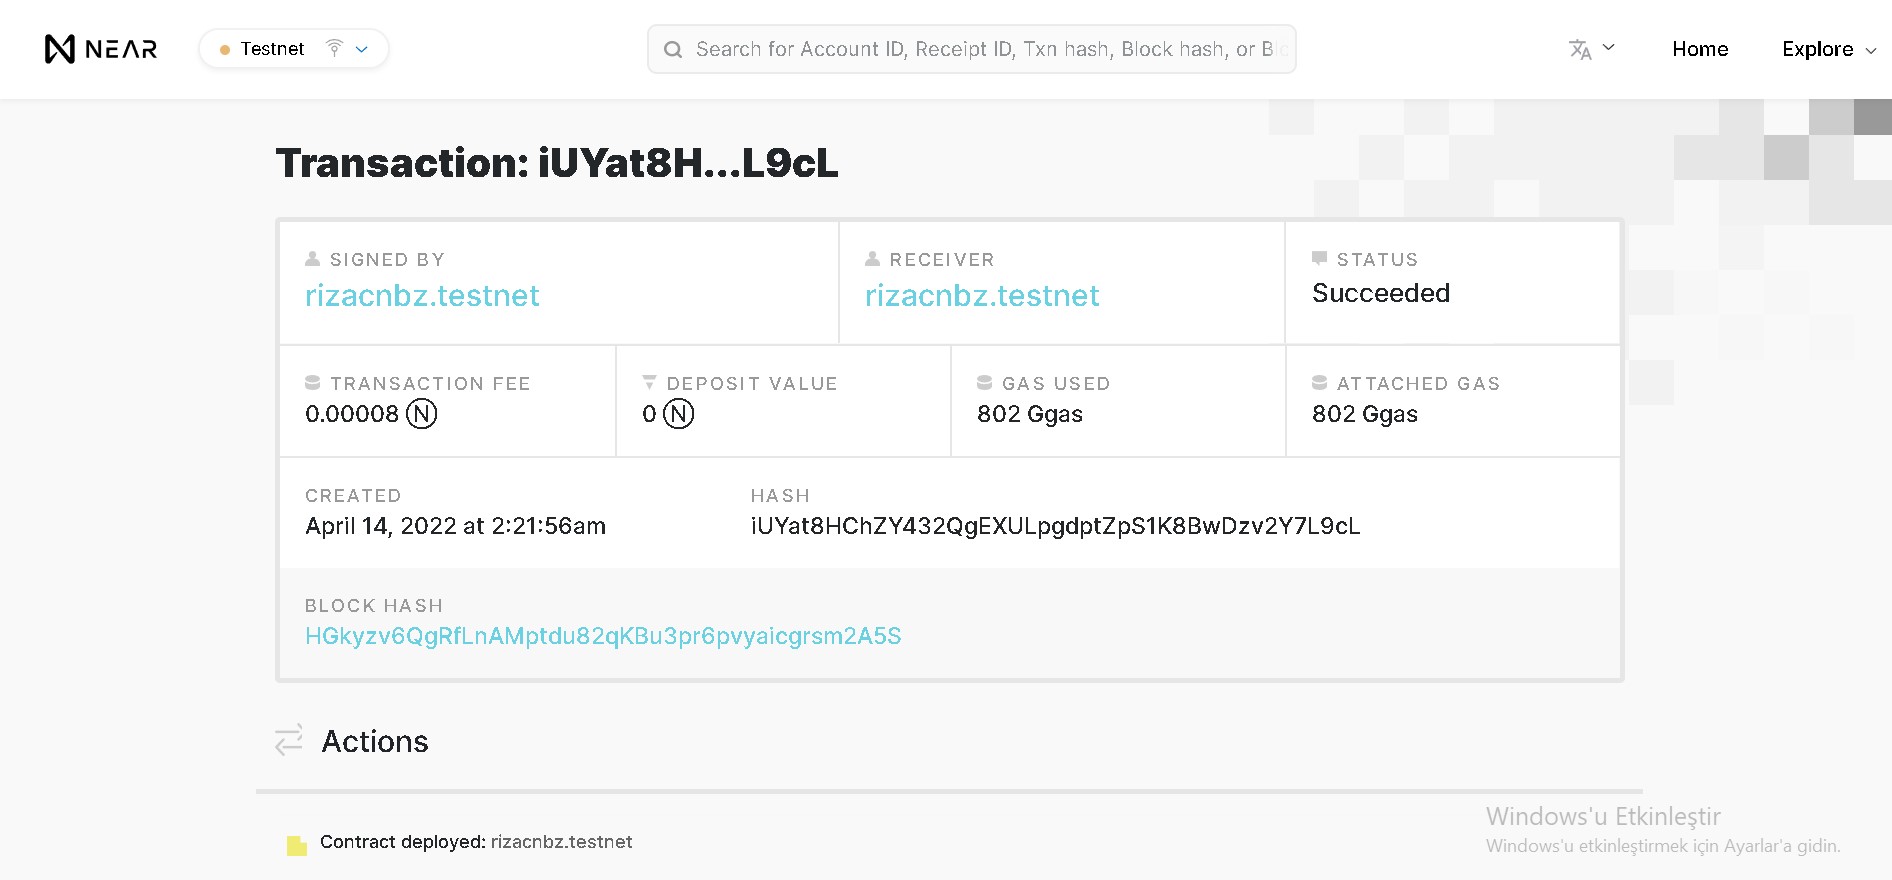 NEAR
Testnet
Search for Account ID, Receipt ID, Txn hash, Block hash, or Blo
Home
Explore
Transaction: iUYat8H...L9cL
SIGNED BY
rizacnbz.testnet
RECEIVER
rizacnbz.testnet
STATUS
Succeeded
TRANSACTION FEE
0.00008 Ⓝ
DEPOSIT VALUE
0 Ⓝ
GAS USED
802 Ggas
ATTACHED GAS
802 Ggas
CREATED
April 14, 2022 at 2:21:56am
HASH
iUYat8HChZY432QgEXULpgdptZpS1K8BwDzv2Y7L9cL
BLOCK HASH
HGkyzv6QgRfLnAMptdu82qKBu3pr6pvyaicgrsm2A5S
Actions
Contract deployed: rizacnbz.testnet
Windows'u Etkinleştir
Windows'u etkinleştirmek için Ayarlar'a gidin.